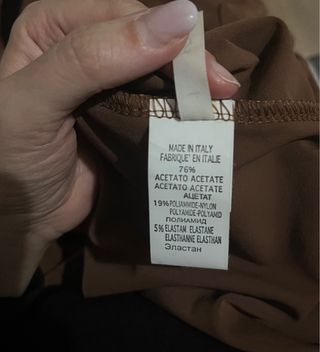 MADE IN ITALY
FABRIQUE' EN ITALIE
76%
ACETATO ACETATE
ACETATO ACETATE
АЦЕТАТ
19% POLIAMMIDE-NYLON
POLYAMIDE-POLYAMID
ПОЛИАМИД
5% ELASTAM ELASTANE
ELASTHANNE ELASTHAN
Эластан